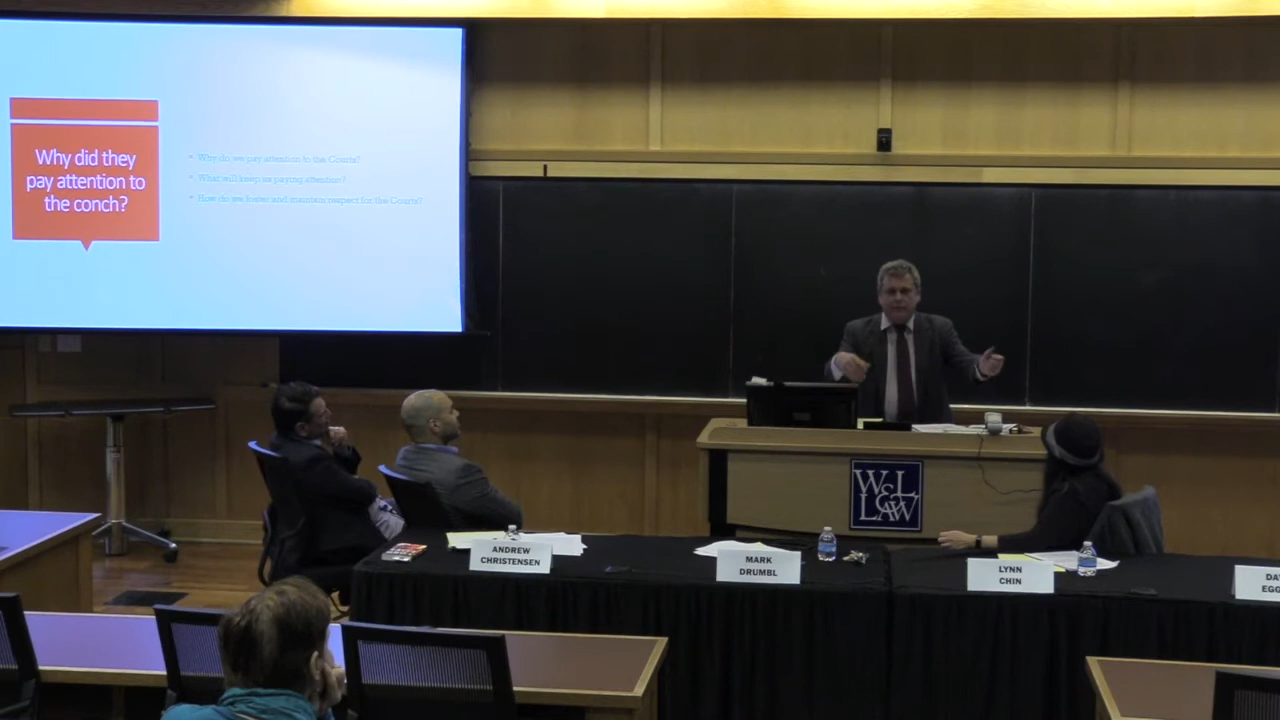 Why did they
pay attention to
the conch?
• Why do we pay attention to the Courts?
• What will keep us paying attention?
• How do we foster and maintain respect for the Courts?
W&L
LAW
ANDREW
CHRISTENSEN
MARK
DRUMBL
LYNN
CHIN
DA
EGG